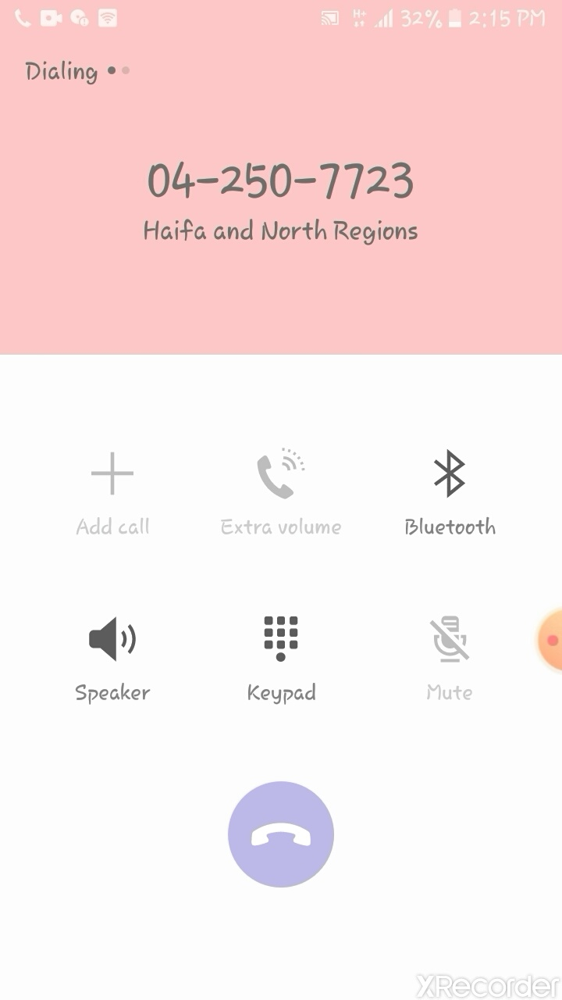 H+ 32% 2:15 PM
Dialing
04-250-7723
Haifa and North Regions
Add call
Extra volume
Bluetooth
Speaker
Keypad
Mute
XRecorder